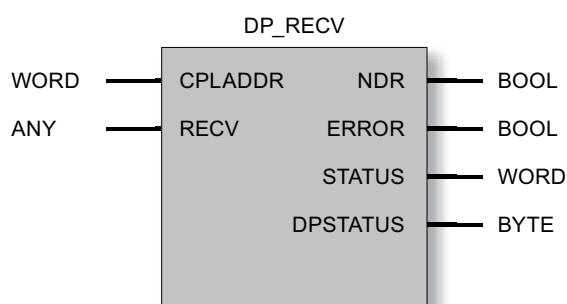 DP_RECV
WORD CPLADDR NDR BOOL
ANY RECV ERROR BOOL
STATUS WORD
DPSTATUS BYTE